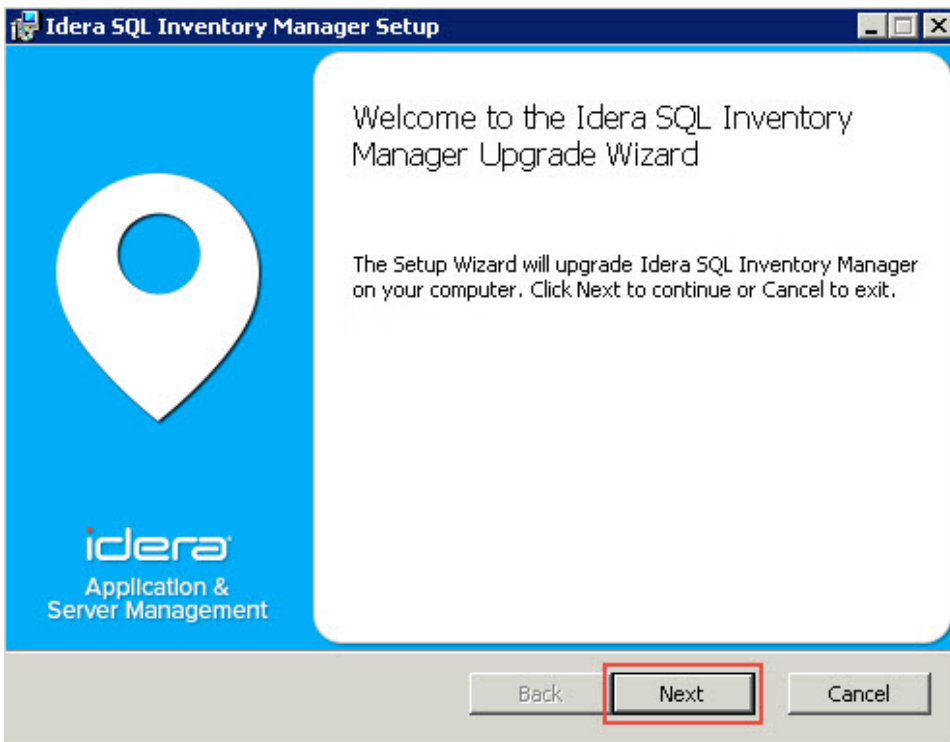 Idera SQL Inventory Manager Setup
Welcome to the Idera SQL Inventory
Manager Upgrade Wizard
The Setup Wizard will upgrade Idera SQL Inventory Manager
on your computer. Click Next to continue or Cancel to exit.
idera
Application &
Server Management
Back Next Cancel